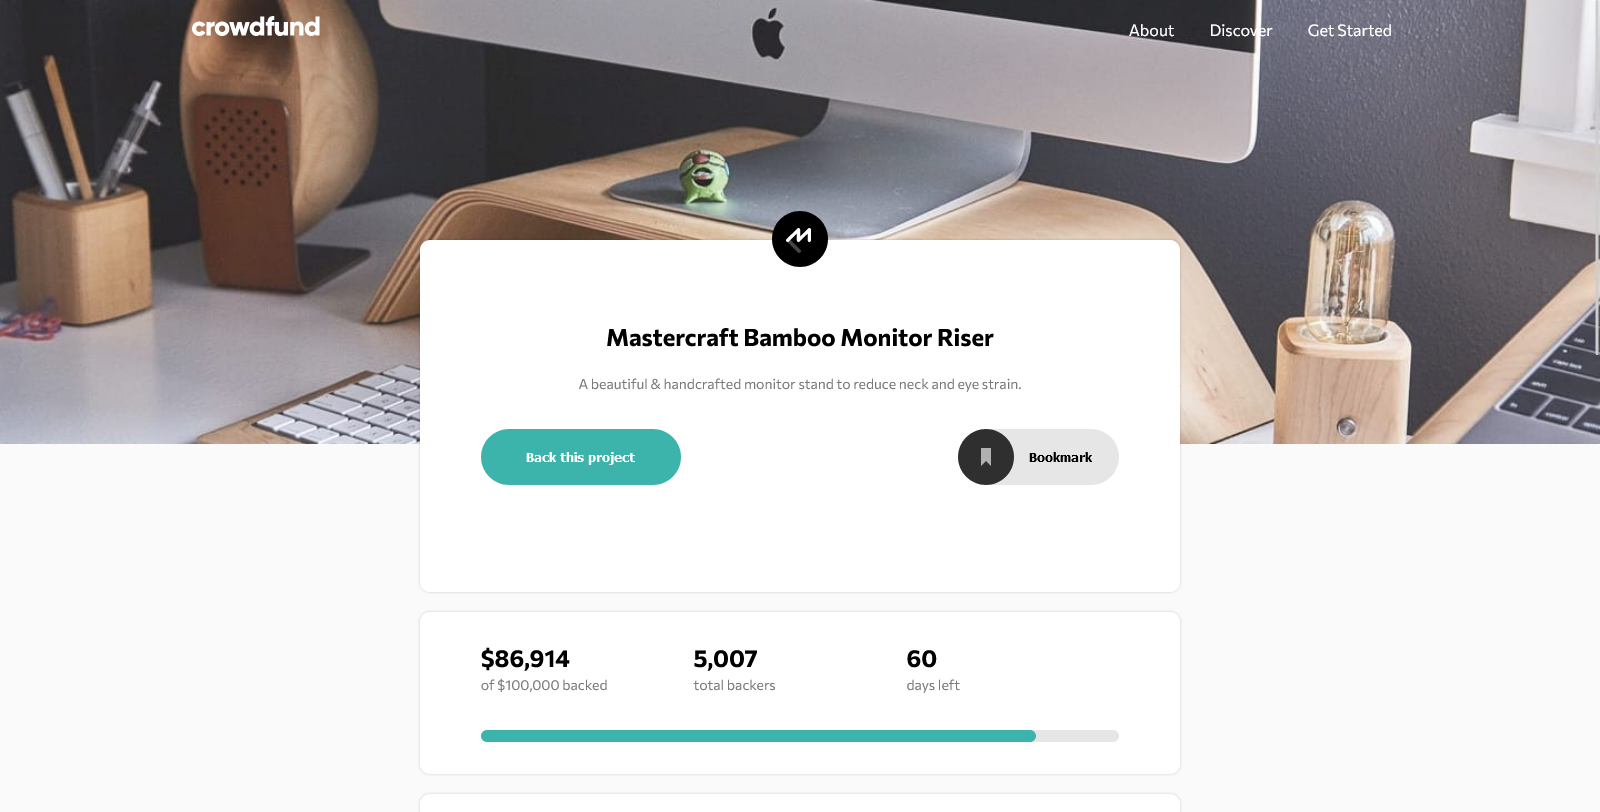 crowdfund
About Discover Get Started
Mastercraft Bamboo Monitor Riser
A beautiful & handcrafted monitor stand to reduce neck and eye strain.
Back this project
Bookmark
$86,914
of $100,000 backed
5,007
total backers
60
days left